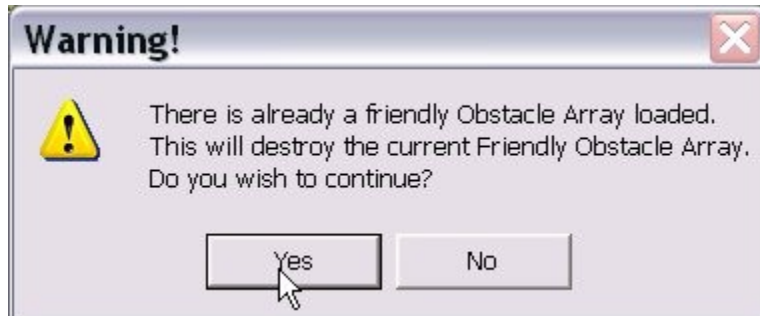 Warning!
There is already a friendly Obstacle Array loaded.
This will destroy the current Friendly Obstacle Array.
Do you wish to continue?
Yes No